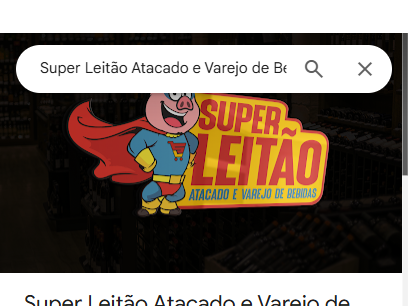 Super Leitão Atacado e Varejo de Be
SUPER
LEITÃO
ATACADO E VAREJO DE BEBIDAS
Super Leitão Atacado e Varejo de